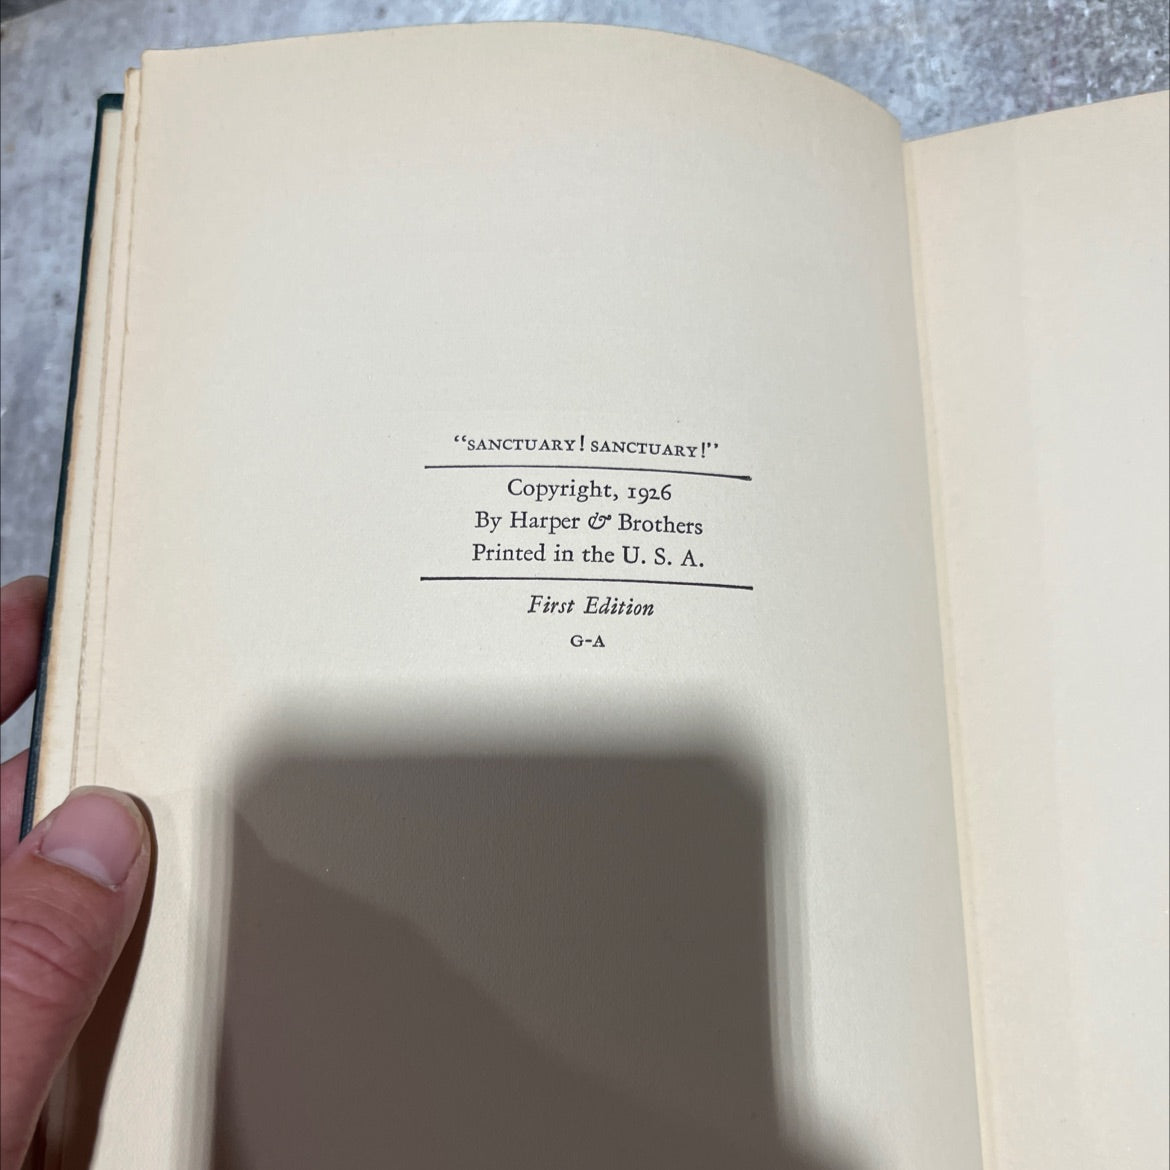 “SANCTUARY! SANCTUARY!”
Copyright, 1926
By Harper & Brothers
Printed in the U. S. A.
First Edition
G-A